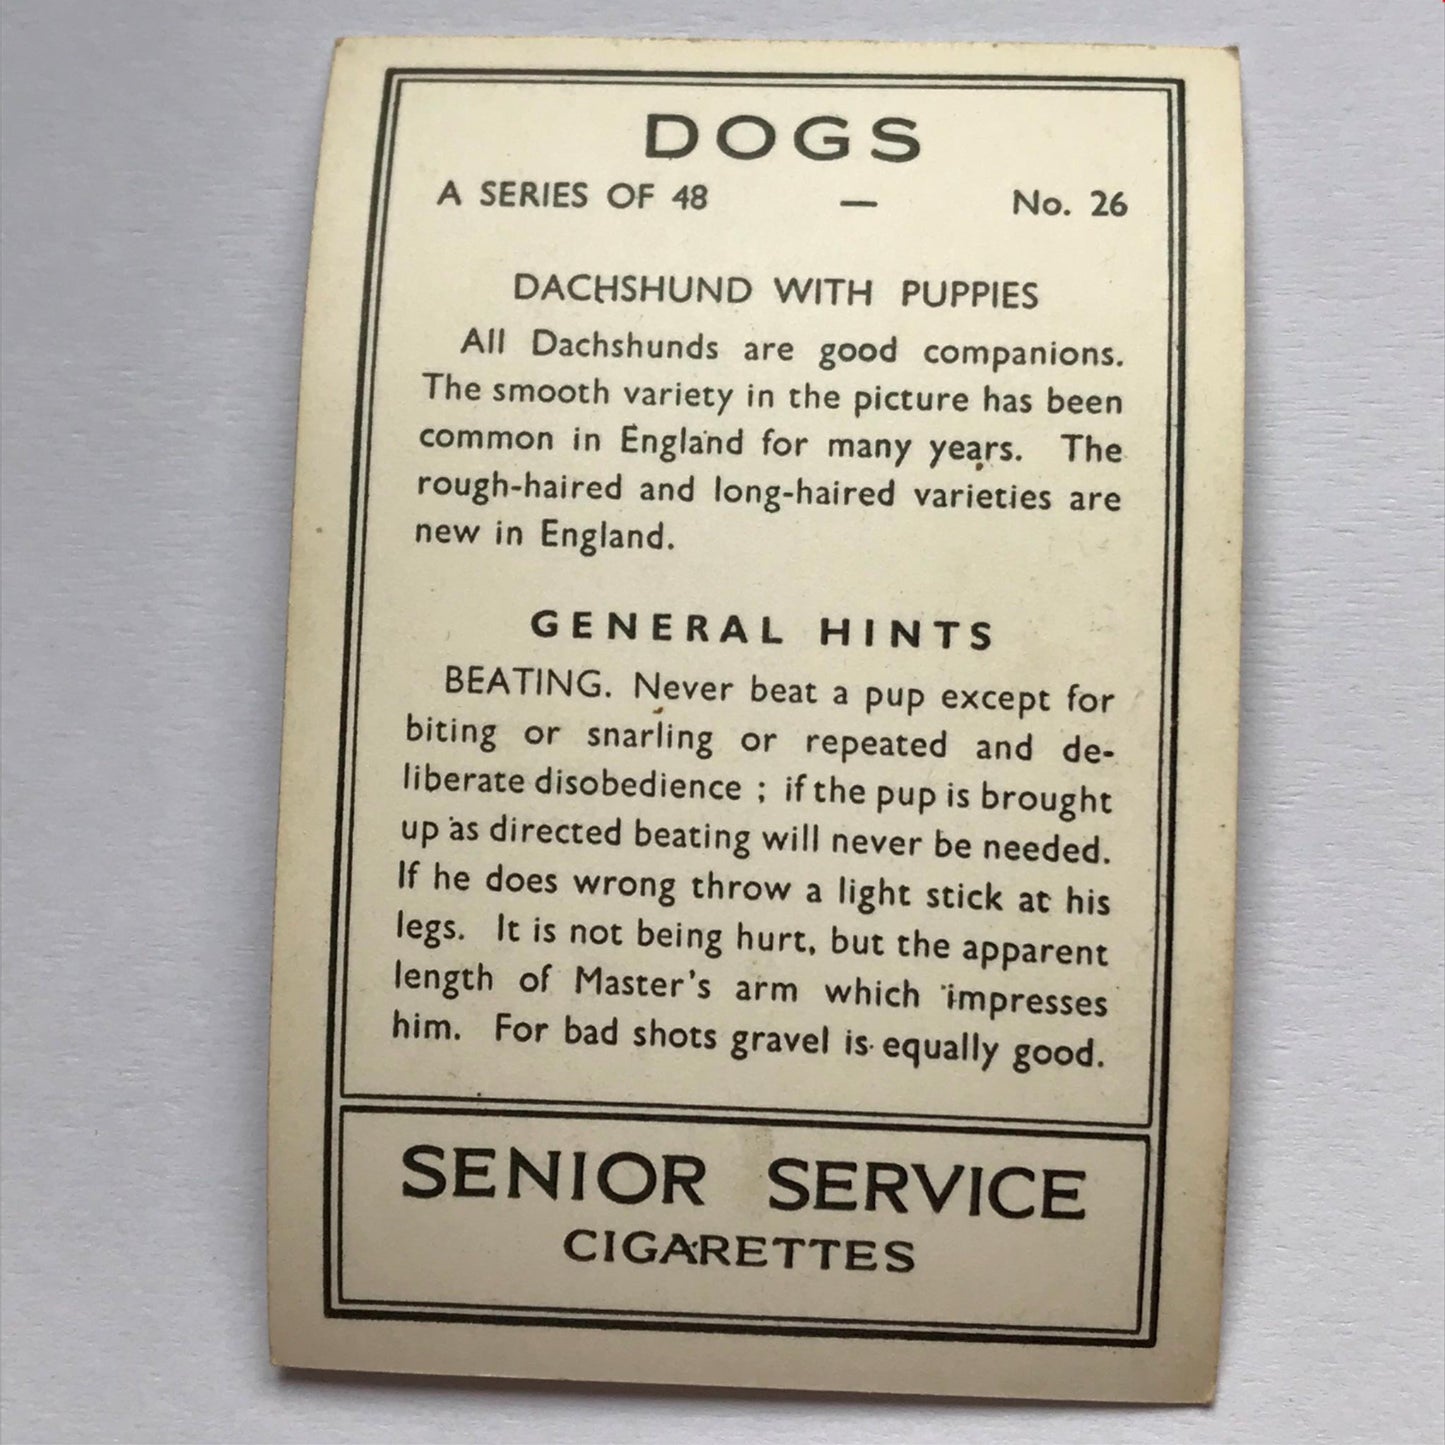 DOGS
A SERIES OF 48 — No. 26
DACHSHUND WITH PUPPIES
All Dachshunds are good companions.
The smooth variety in the picture has been
common in England for many years. The
rough-haired and long-haired varieties are
new in England.
GENERAL HINTS
BEATING. Never beat a pup except for
biting or snarling or repeated and de-
liberate disobedience ; if the pup is brought
up as directed beating will never be needed.
If he does wrong throw a light stick at his
legs. It is not being hurt, but the apparent
length of Master's arm which impresses
him. For bad shots gravel is equally good.
SENIOR SERVICE
CIGARETTES